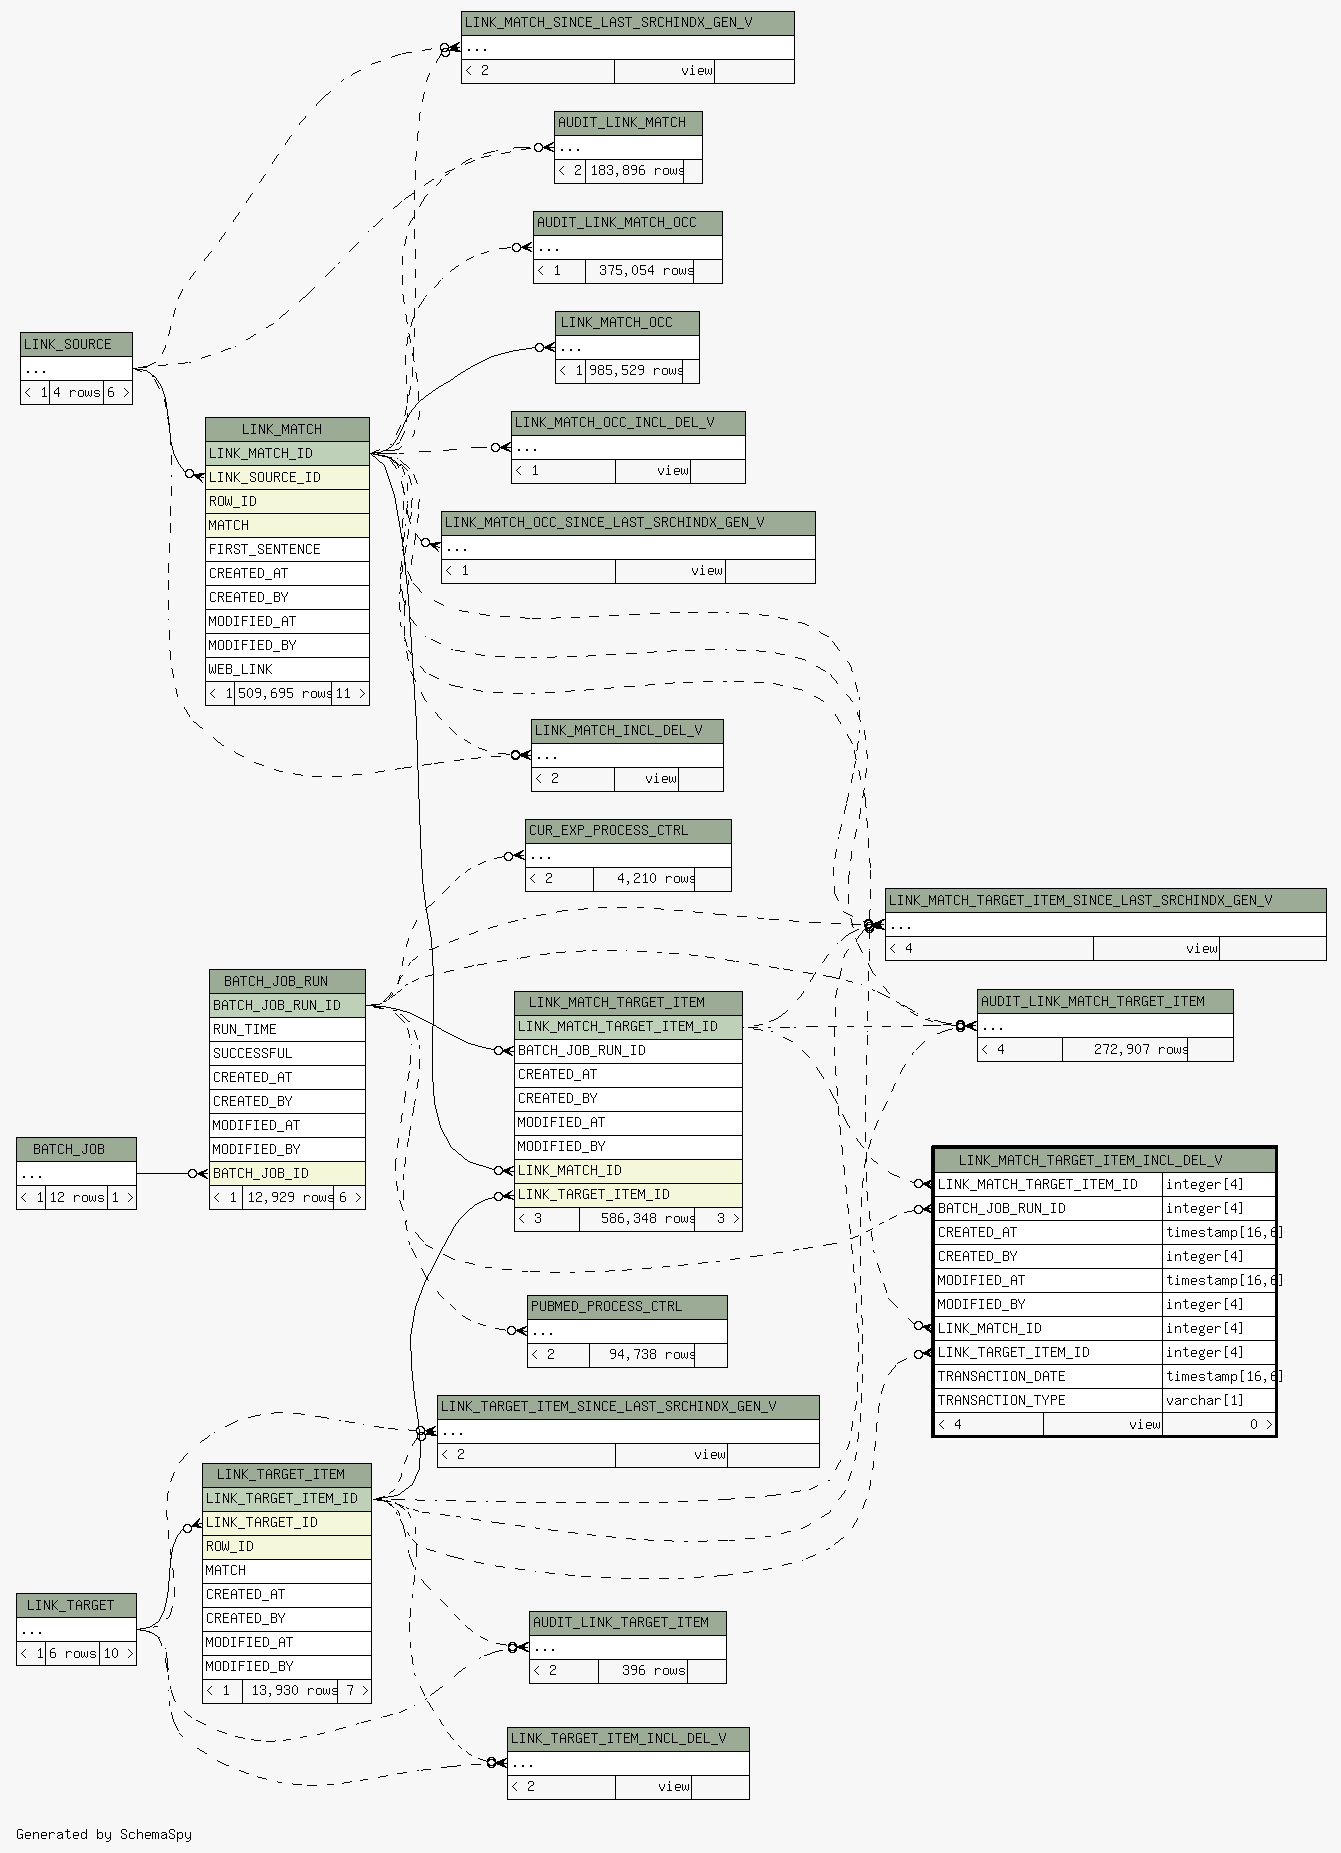 LINK_MATCH_SINCE_LAST_SRCHINDX_GEN_V
...
< 2 view
AUDIT_LINK_MATCH
...
< 2 183,896 rows
AUDIT_LINK_MATCH_OCC
...
< 1 375,054 rows
LINK_MATCH_OCC
...
< 1 985,529 rows
LINK_SOURCE
...
< 1 4 rows 6 >
LINK_MATCH
LINK_MATCH_ID
LINK_SOURCE_ID
ROW_ID
MATCH
FIRST_SENTENCE
CREATED_AT
CREATED_BY
MODIFIED_AT
MODIFIED_BY
WEB_LINK
< 1 509,695 rows 11 >
LINK_MATCH_OCC_INCL_DEL_V
...
< 1 view
LINK_MATCH_OCC_SINCE_LAST_SRCHINDX_GEN_V
...
< 1 view
LINK_MATCH_INCL_DEL_V
...
< 2 view
CUR_EXP_PROCESS_CTRL
...
< 2 4,210 rows
LINK_MATCH_TARGET_ITEM_SINCE_LAST_SRCHINDX_GEN_V
...
< 4 view
BATCH_JOB_RUN
BATCH_JOB_RUN_ID
RUN_TIME
SUCCESSFUL
CREATED_AT
CREATED_BY
MODIFIED_AT
MODIFIED_BY
BATCH_JOB_ID
< 1 12,929 rows 6 >
LINK_MATCH_TARGET_ITEM
LINK_MATCH_TARGET_ITEM_ID
BATCH_JOB_RUN_ID
CREATED_AT
CREATED_BY
MODIFIED_AT
MODIFIED_BY
LINK_MATCH_ID
LINK_TARGET_ITEM_ID
< 3 586,348 rows 3 >
AUDIT_LINK_MATCH_TARGET_ITEM
...
< 4 272,907 rows
BATCH_JOB
...
< 1 12 rows 1 >
LINK_MATCH_TARGET_ITEM_INCL_DEL_V
LINK_MATCH_TARGET_ITEM_ID integer[4]
BATCH_JOB_RUN_ID integer[4]
CREATED_AT timestamp[16,6]
CREATED_BY integer[4]
MODIFIED_AT timestamp[16,6]
MODIFIED_BY integer[4]
LINK_MATCH_ID integer[4]
LINK_TARGET_ITEM_ID integer[4]
TRANSACTION_DATE timestamp[16,6]
TRANSACTION_TYPE varchar[1]
< 4 view 0 >
PUBMED_PROCESS_CTRL
...
< 2 94,738 rows
LINK_TARGET_ITEM_SINCE_LAST_SRCHINDX_GEN_V
...
< 2 view
LINK_TARGET_ITEM
LINK_TARGET_ITEM_ID
LINK_TARGET_ID
ROW_ID
MATCH
CREATED_AT
CREATED_BY
MODIFIED_AT
MODIFIED_BY
< 1 13,930 rows 7 >
LINK_TARGET
...
< 1 6 rows 10 >
AUDIT_LINK_TARGET_ITEM
...
< 2 396 rows
LINK_TARGET_ITEM_INCL_DEL_V
...
< 2 view
Generated by SchemaSpy